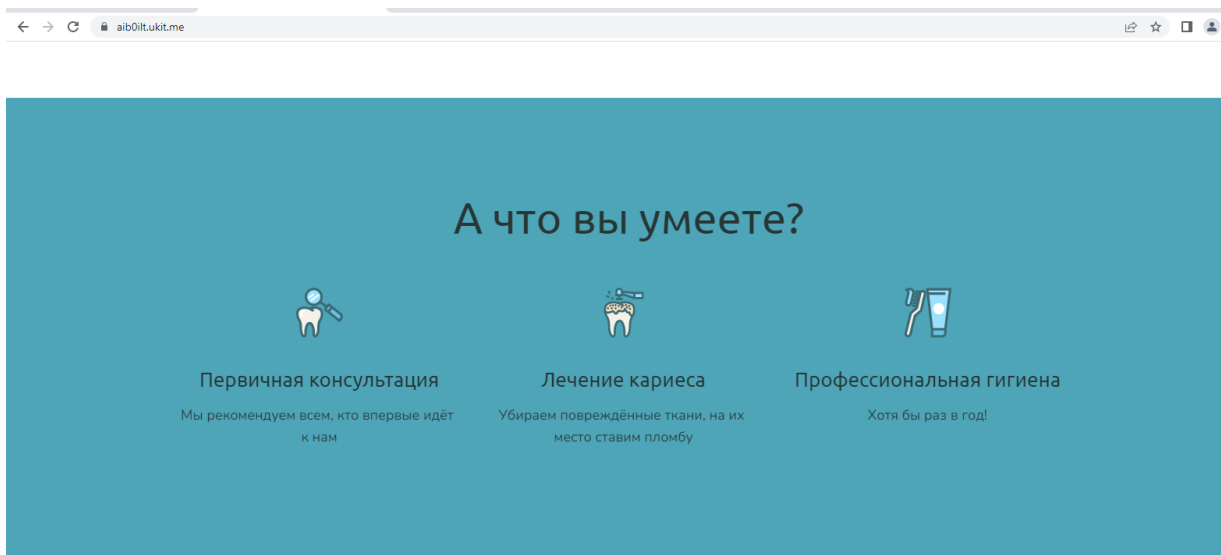 aib0ilt.ukit.me
А что вы умеете?
Первичная консультация
Мы рекомендуем всем, кто впервые идёт
к нам
Лечение кариеса
Убираем повреждённые ткани, на их
место ставим пломбу
Профессиональная гигиена
Хотя бы раз в год!